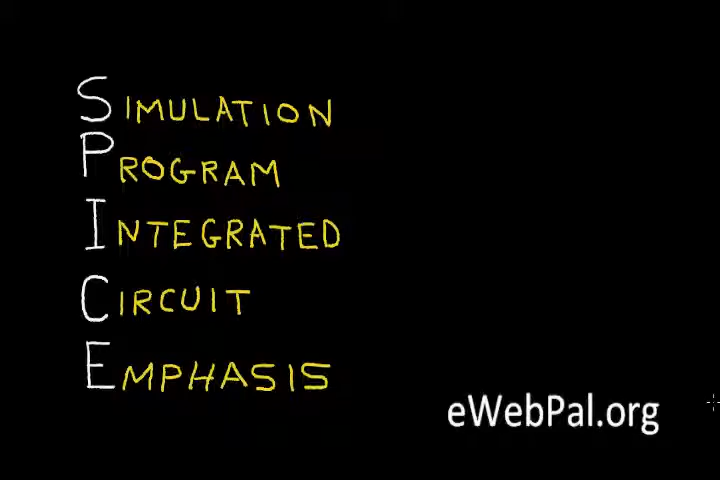 SIMULATION
PROGRAM
INTEGRATED
CIRCUIT
EMPHASIS
eWebPal.org